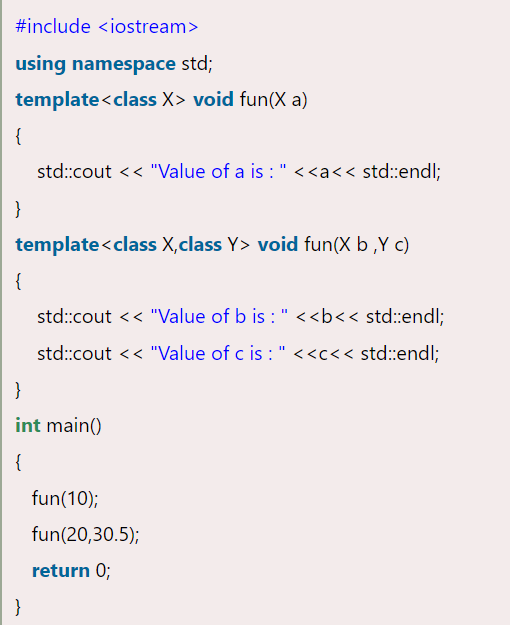 #include <iostream>
using namespace std;
template<class X> void fun(X a)
{
std::cout << "Value of a is : " <<a<< std::endl;
}
template<class X,class Y> void fun(X b ,Y c)
{
std::cout << "Value of b is : " <<b<< std::endl;
std::cout << "Value of c is : " <<c<< std::endl;
}
int main()
{
fun(10);
fun(20,30.5);
return 0;
}